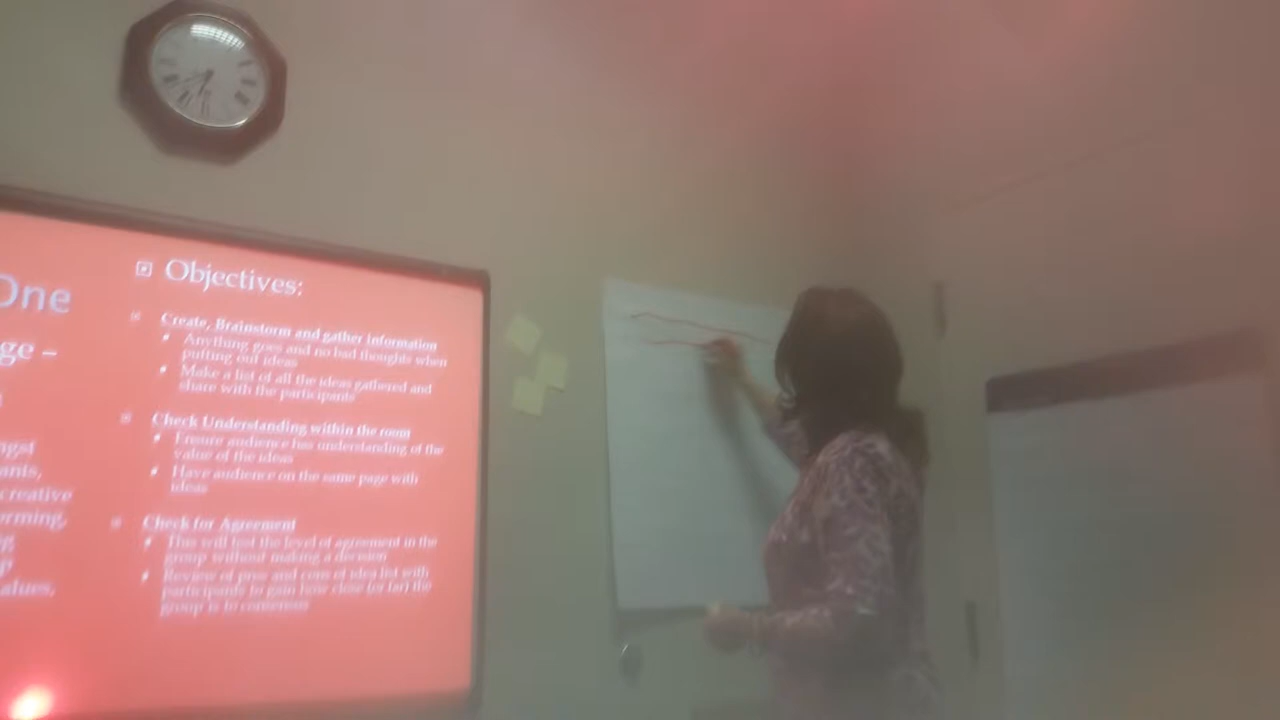 One
ge –
ngst
ants,
creative
orming,
alues,
Objectives:
Create, Brainstorm and gather information
Anything goes and no bad thoughts when
putting out ideas
Make a list of all the ideas gathered and
share with the participants
Check Understanding within the room
Ensure audience has understanding of the
value of the ideas
Have audience on the same page with
ideas
Check for Agreement
This will test the level of agreement in the
group without making a decision
Review of pros and cons of idea list with
participants to gain how close (or far) the
group is to consensus